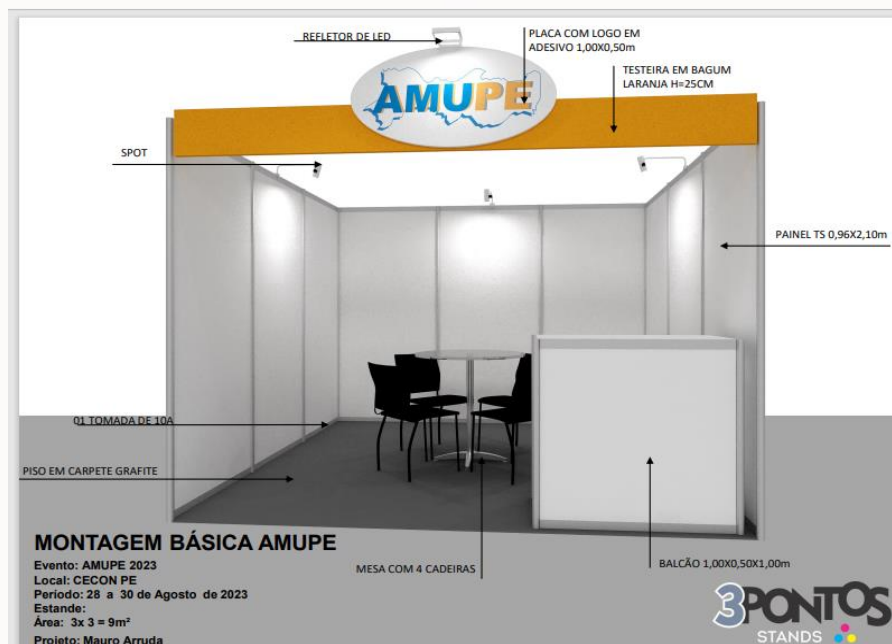 REFLETOR DE LED
PLACA COM LOGO EM
ADESIVO 1,00X0,50m
TESTEIRA EM BAGUM
LARANJA H=25CM
AMUPE
SPOT
PAINEL TS 0,96X2,10m
01 TOMADA DE 10A
PISO EM CARPETE GRAFITE
MESA COM 4 CADEIRAS
BALCÃO 1,00X0,50X1,00m
MONTAGEM BÁSICA AMUPE
Evento: AMUPE 2023
Local: CECON PE
Período: 28 a 30 de Agosto de 2023
Estande:
Área: 3x 3 = 9m²
Projeto: Mauro Arruda
3PONTOS
STANDS